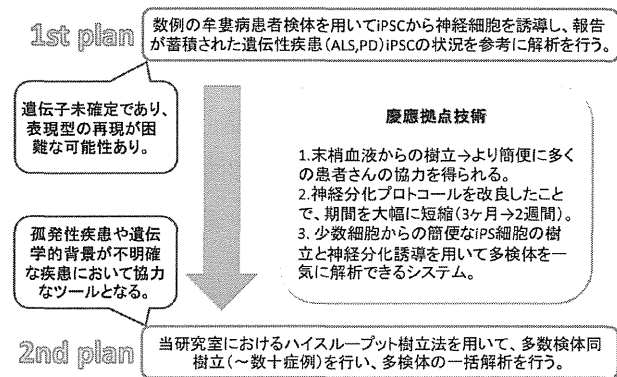 1st plan
数例の牟婁病患者検体を用いてiPSCから神経細胞を誘導し、報告
が蓄積された遺伝性疾患(ALS,PD)iPSCの状況を参考に解析を行う。
遺伝子未確定であり、
表現型の再現が困
難な可能性あり。
慶應拠点技術
1.末梢血液からの樹立→より簡便に多く
の患者さんの協力を得られる。
2.神経分化プロトコールを改良したこと
で、期間を大幅に短縮(3ヶ月→2週間)。
3. 少数細胞からの簡便なiPS細胞の樹
立と神経分化誘導を用いて多検体を一
気に解析できるシステム。
孤発性疾患や遺伝
学的背景が不明確
な疾患において協力
なツールとなる。
2nd plan
当研究室におけるハイスループット樹立法を用いて、多数検体同
樹立(～数十症例)を行い、多検体の一括解析を行う。